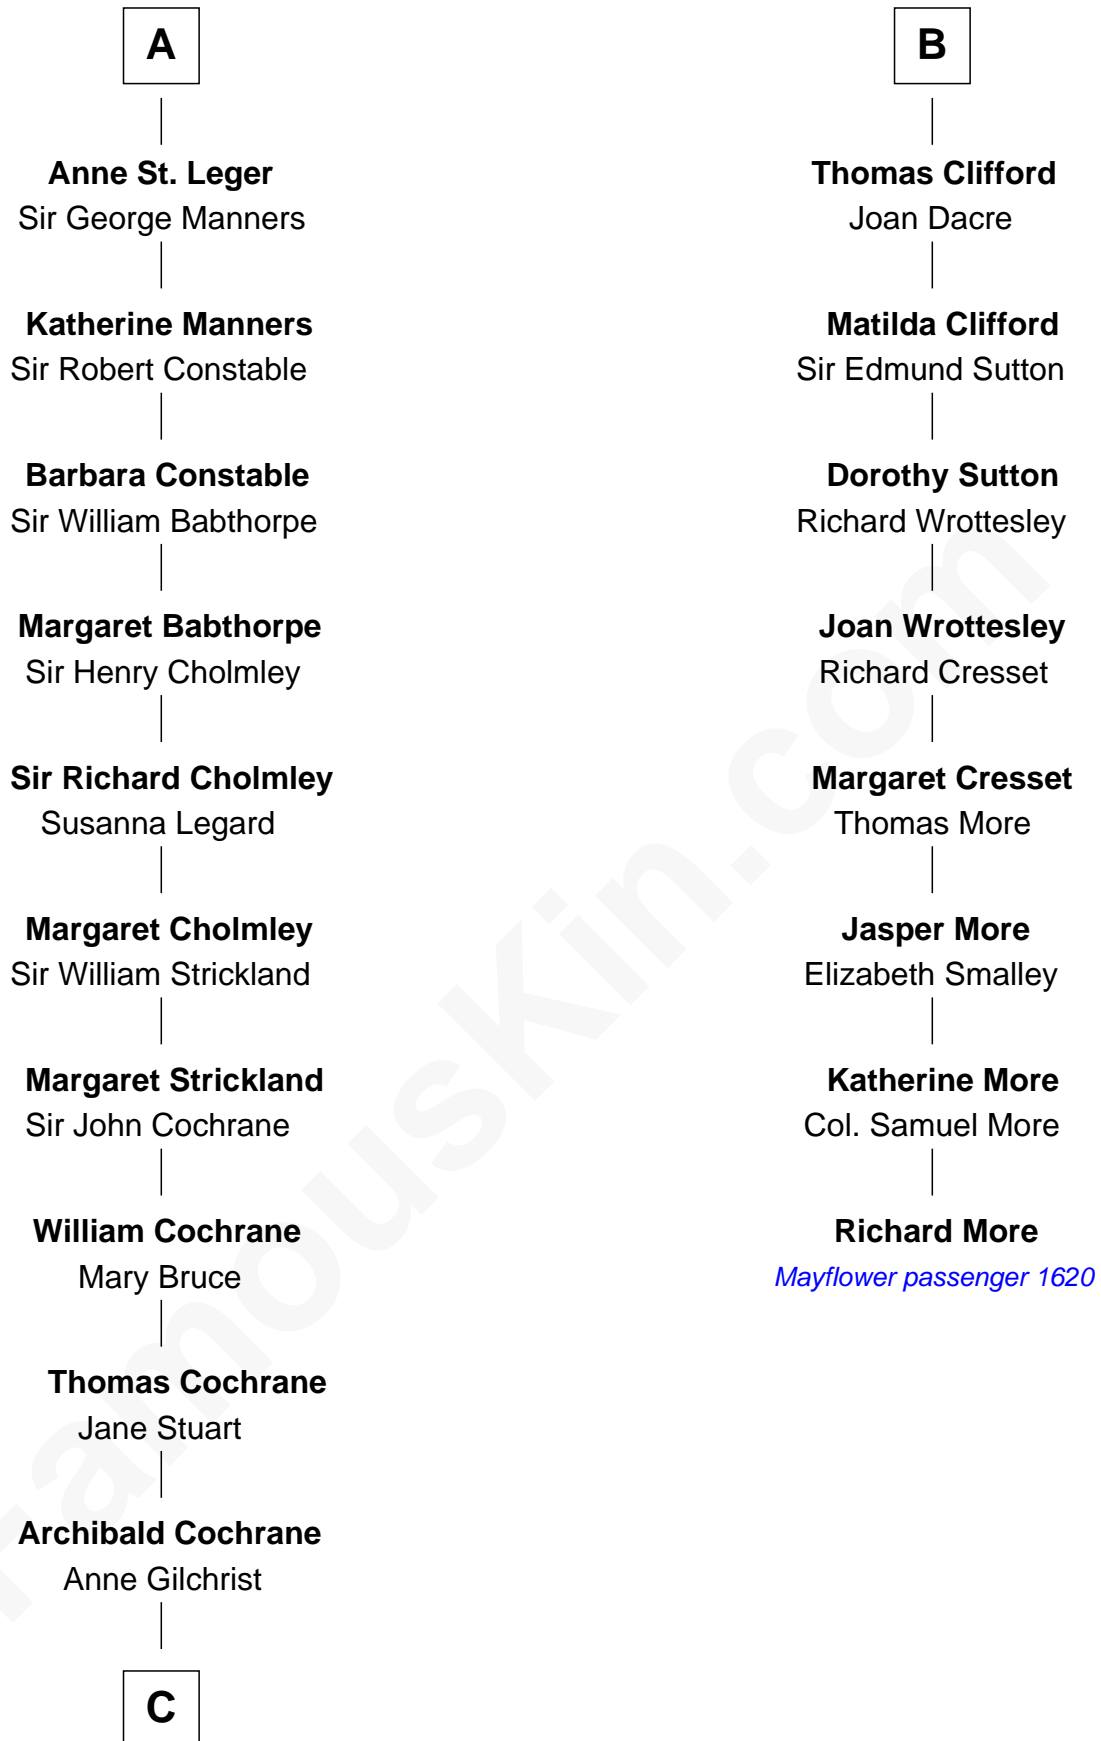 A
Anne St. Leger
Sir George Manners
Katherine Manners
Sir Robert Constable
Barbara Constable
Sir William Babthorpe
Margaret Babthorpe
Sir Henry Cholmley
Sir Richard Cholmley
Susanna Legard
Margaret Cholmley
Sir William Strickland
Margaret Strickland
Sir John Cochrane
William Cochrane
Mary Bruce
Thomas Cochrane
Jane Stuart
Archibald Cochrane
Anne Gilchrist
C
B
Thomas Clifford
Joan Dacre
Matilda Clifford
Sir Edmund Sutton
Dorothy Sutton
Richard Wrottesley
Joan Wrottesley
Richard Cresset
Margaret Cresset
Thomas More
Jasper More
Elizabeth Smalley
Katherine More
Col. Samuel More
Richard More
Mayflower passenger 1620
FamousKin.com